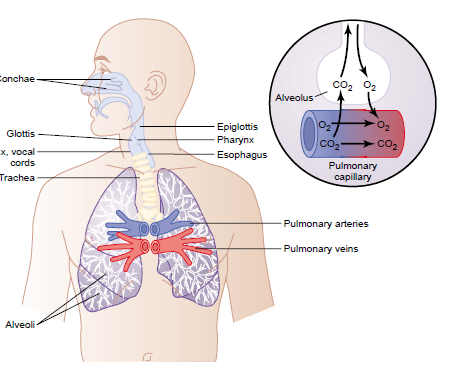 Conchae
Glottis
x, vocal
cords
Trachea
Epiglottis
Pharynx
Esophagus
Pulmonary arteries
Pulmonary veins
Alveoli
CO2 O2
Alveolus
O2 O2
CO2 CO2
Pulmonary
capillary